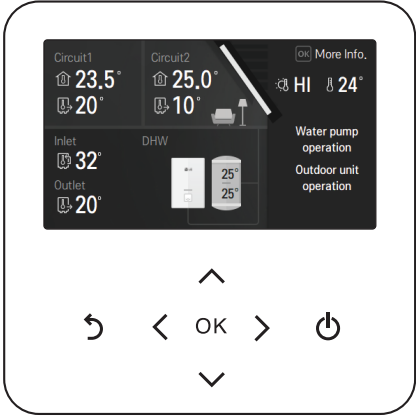 Circuit1
23.5°
20°
Circuit2
25.0°
10°
OK More Info.
HI 24°
Inlet
32°
Outlet
20°
DHW
25°
25°
Water pump
operation
Outdoor unit
operation
OK